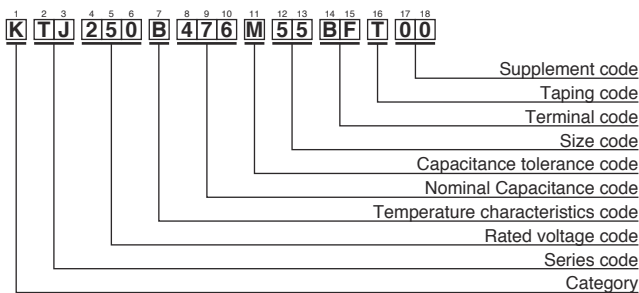 1 2 3 4 5 6 7 8 9 10 11 12 13 14 15 16 17 18
K T J 2 5 0 B 4 7 6 M 5 5 B F T 0 0
Supplement code
Taping code
Terminal code
Size code
Capacitance tolerance code
Nominal Capacitance code
Temperature characteristics code
Rated voltage code
Series code
Category